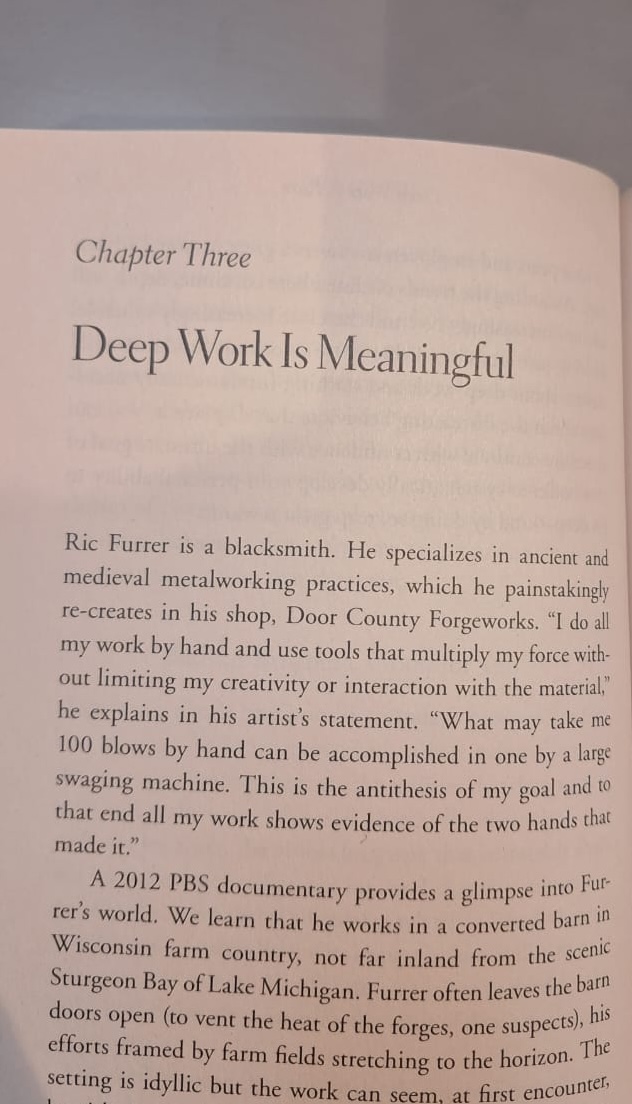 Chapter Three
Deep Work Is Meaningful
Ric Furrer is a blacksmith. He specializes in ancient and
medieval metalworking practices, which he painstakingly
re-creates in his shop, Door County Forgeworks. “I do all
my work by hand and use tools that multiply my force with-
out limiting my creativity or interaction with the material,”
he explains in his artist’s statement. “What may take me
100 blows by hand can be accomplished in one by a large
swaging machine. This is the antithesis of my goal and to
that end all my work shows evidence of the two hands that
made it.”
A 2012 PBS documentary provides a glimpse into Fur-
rer’s world. We learn that he works in a converted barn in
Wisconsin farm country, not far inland from the scenic
Sturgeon Bay of Lake Michigan. Furrer often leaves the barn
doors open (to vent the heat of the forges, one suspects), his
efforts framed by farm fields stretching to the horizon. The
setting is idyllic but the work can seem, at first encounter,